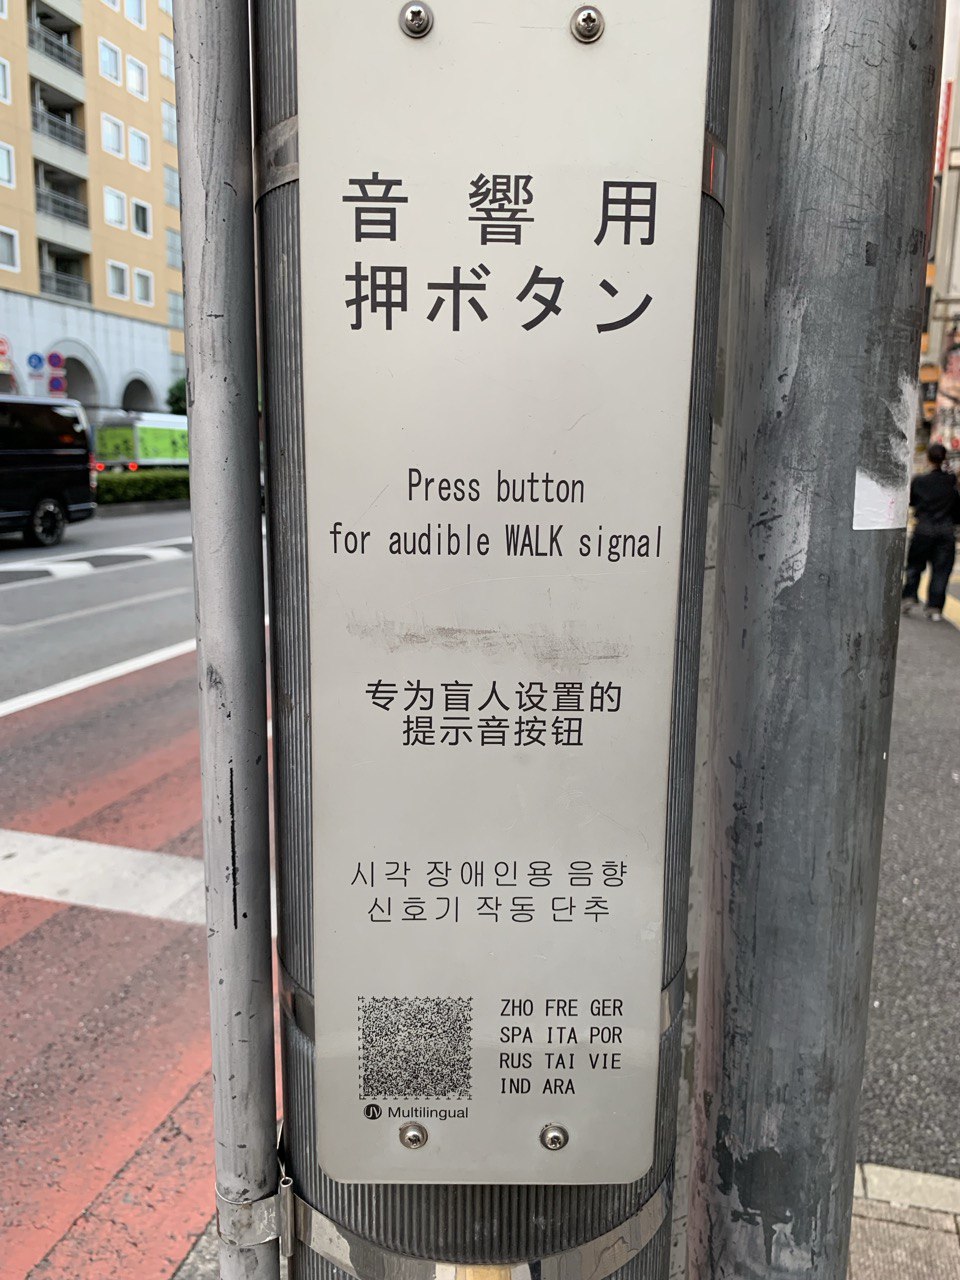 音響用
押ボタン
Press button
for audible WALK signal
专为盲人设置的
提示音按钮
시각 장애인용 음향
신호기 작동 단추
ZHO FRE GER
SPA ITA POR
RUS TAI VIE
IND ARA
Multilingual